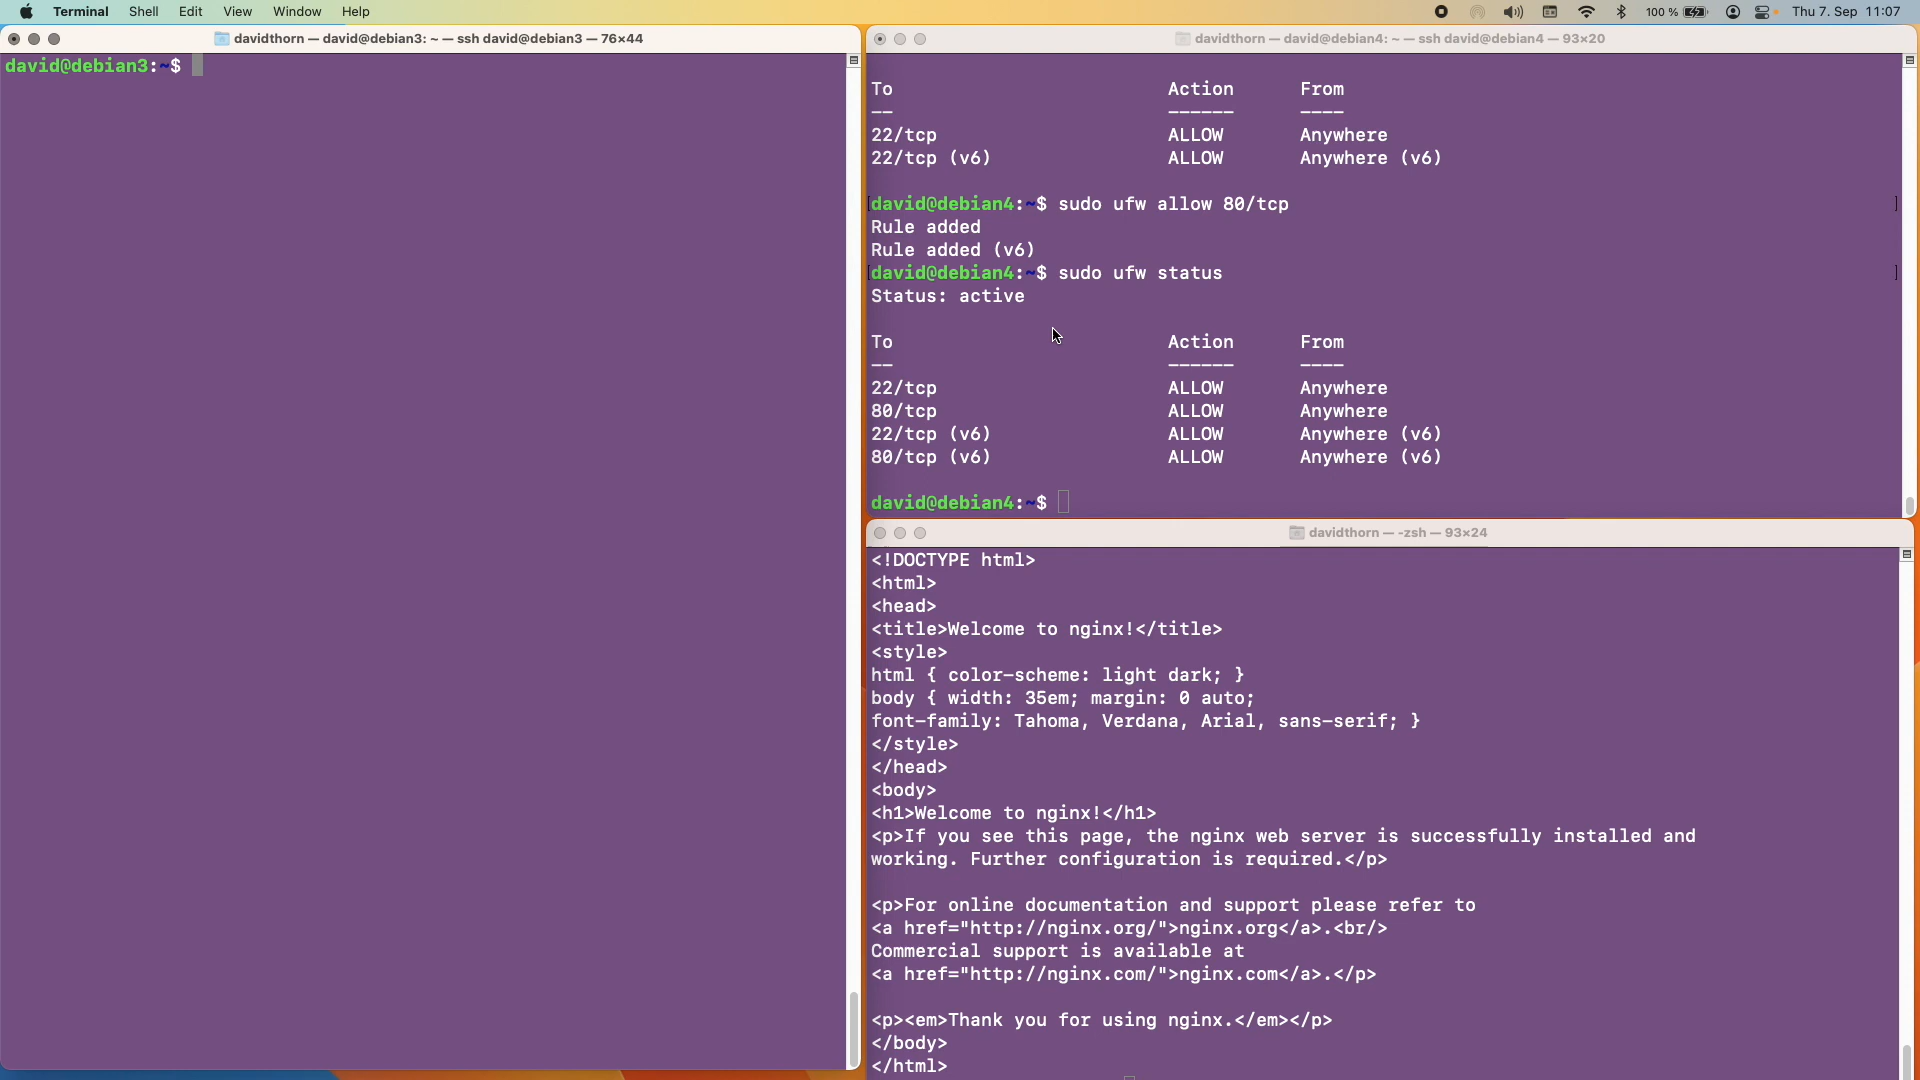 Terminal Shell Edit View Window Help 100 % Thu 7. Sep 11:07
davidthorn — david@debian3: ~ — ssh david@debian3 — 76×44
david@debian3:~$
davidthorn — david@debian4: ~ — ssh david@debian4 — 93×20
To Action From
-- ------ ----
22/tcp ALLOW Anywhere
22/tcp (v6) ALLOW Anywhere (v6)
[david@debian4:~$ sudo ufw allow 80/tcp ]
Rule added
Rule added (v6)
[david@debian4:~$ sudo ufw status ]
Status: active
To Action From
-- ------ ----
22/tcp ALLOW Anywhere
80/tcp ALLOW Anywhere
22/tcp (v6) ALLOW Anywhere (v6)
80/tcp (v6) ALLOW Anywhere (v6)
david@debian4:~$
davidthorn — -zsh — 93×24
<!DOCTYPE html>
<html>
<head>
<title>Welcome to nginx!</title>
<style>
html { color-scheme: light dark; }
body { width: 35em; margin: 0 auto;
font-family: Tahoma, Verdana, Arial, sans-serif; }
</style>
</head>
<body>
<h1>Welcome to nginx!</h1>
<p>If you see this page, the nginx web server is successfully installed and
working. Further configuration is required.</p>
<p>For online documentation and support please refer to
<a href="http://nginx.org/">nginx.org</a>.<br/>
Commercial support is available at
<a href="http://nginx.com/">nginx.com</a>.</p>
<p><em>Thank you for using nginx.</em></p>
</body>
</html>